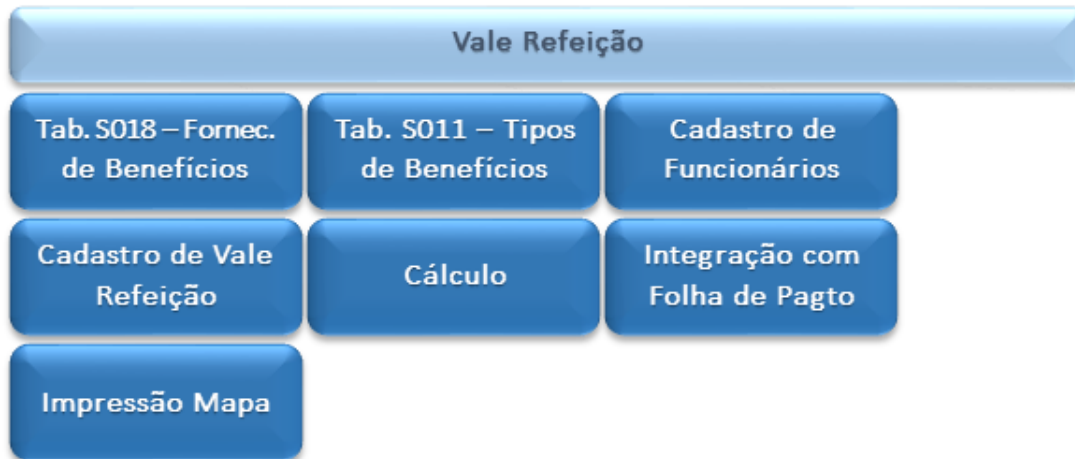 Vale Refeição
Tab. S018 – Fornec.
de Benefícios
Tab. S011 – Tipos
de Benefícios
Cadastro de
Funcionários
Cadastro de Vale
Refeição
Cálculo
Integração com
Folha de Pagto
Impressão Mapa